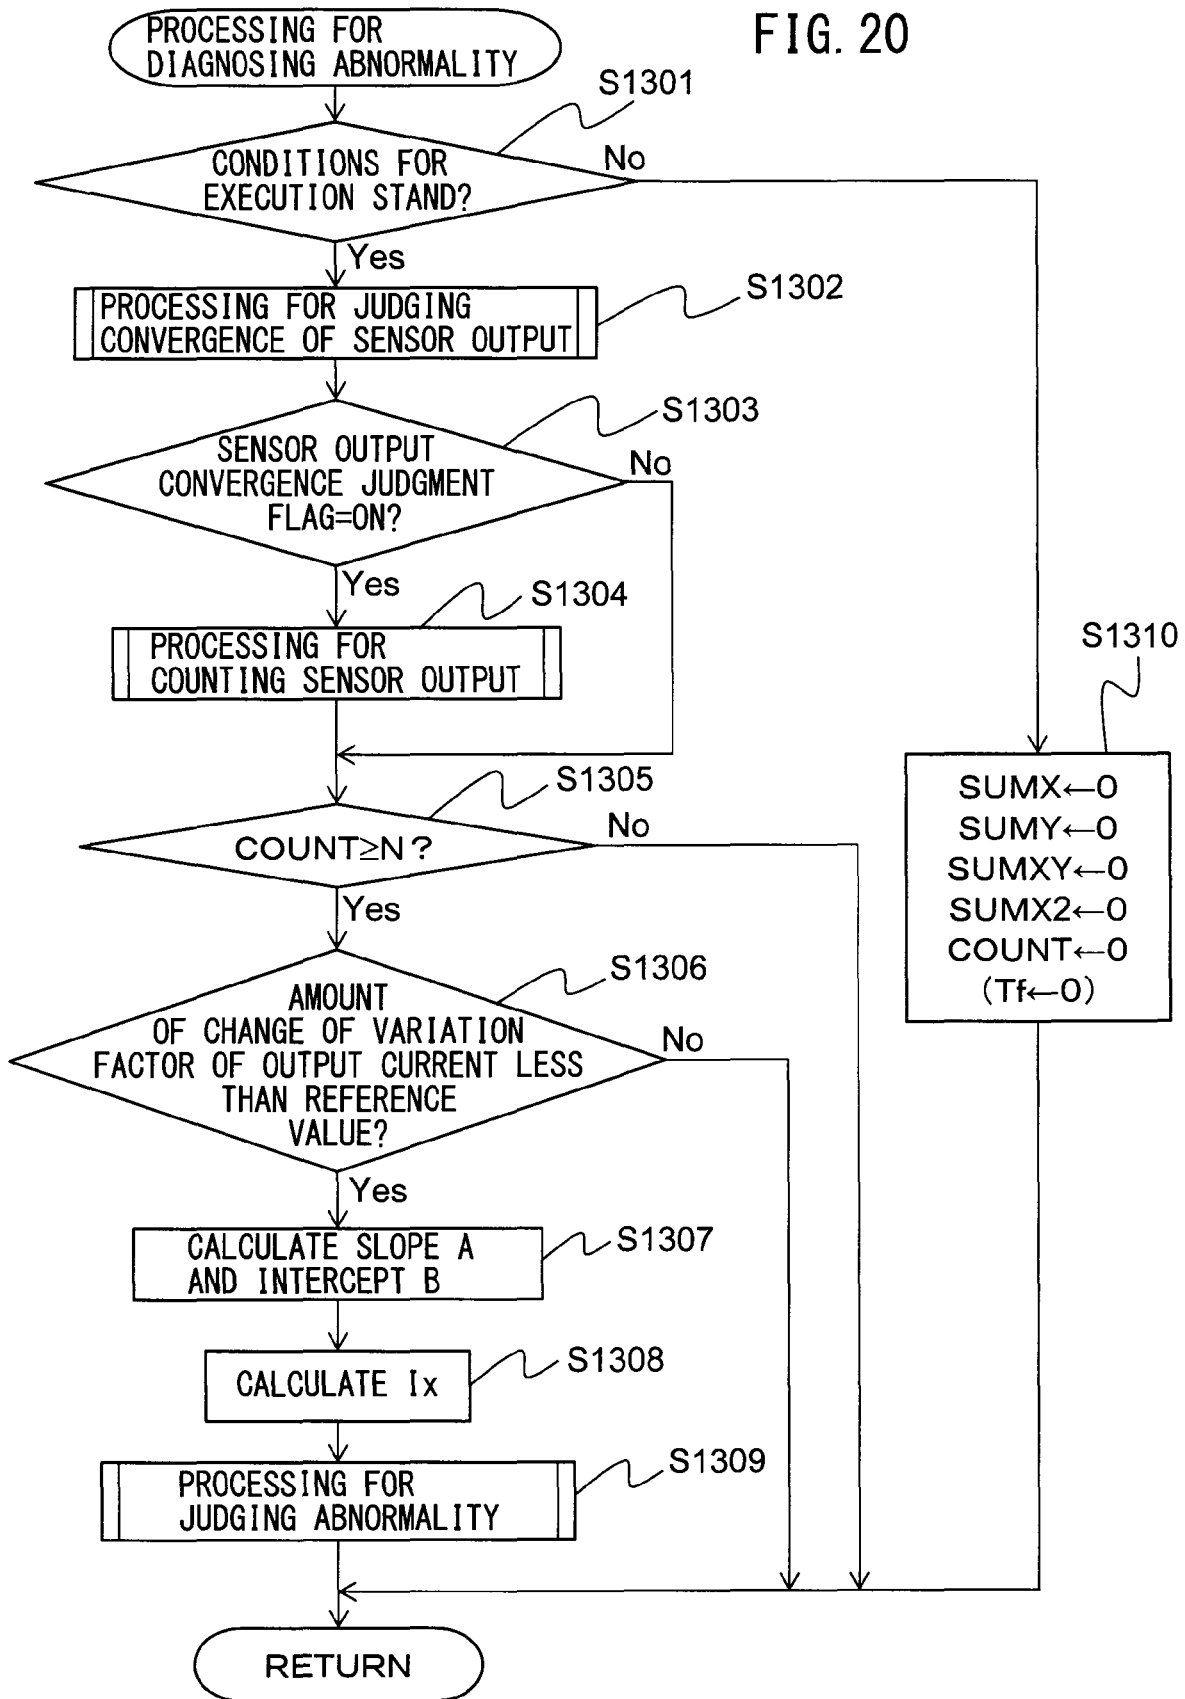 FIG. 20
PROCESSING FOR
DIAGNOSING ABNORMALITY
S1301
CONDITIONS FOR
EXECUTION STAND?
No
Yes
PROCESSING FOR JUDGING
CONVERGENCE OF SENSOR OUTPUT
S1302
S1303
SENSOR OUTPUT
CONVERGENCE JUDGMENT
FLAG=ON?
No
Yes
S1304
PROCESSING FOR
COUNTING SENSOR OUTPUT
S1310
SUMX←0
SUMY←0
SUMXY←0
SUMX2←0
COUNT←0
(Tf←0)
S1305
COUNT≥N?
No
Yes
S1306
AMOUNT
OF CHANGE OF VARIATION
FACTOR OF OUTPUT CURRENT LESS
THAN REFERENCE
VALUE?
No
Yes
CALCULATE SLOPE A
AND INTERCEPT B
S1307
CALCULATE Ix
S1308
PROCESSING FOR
JUDGING ABNORMALITY
S1309
RETURN